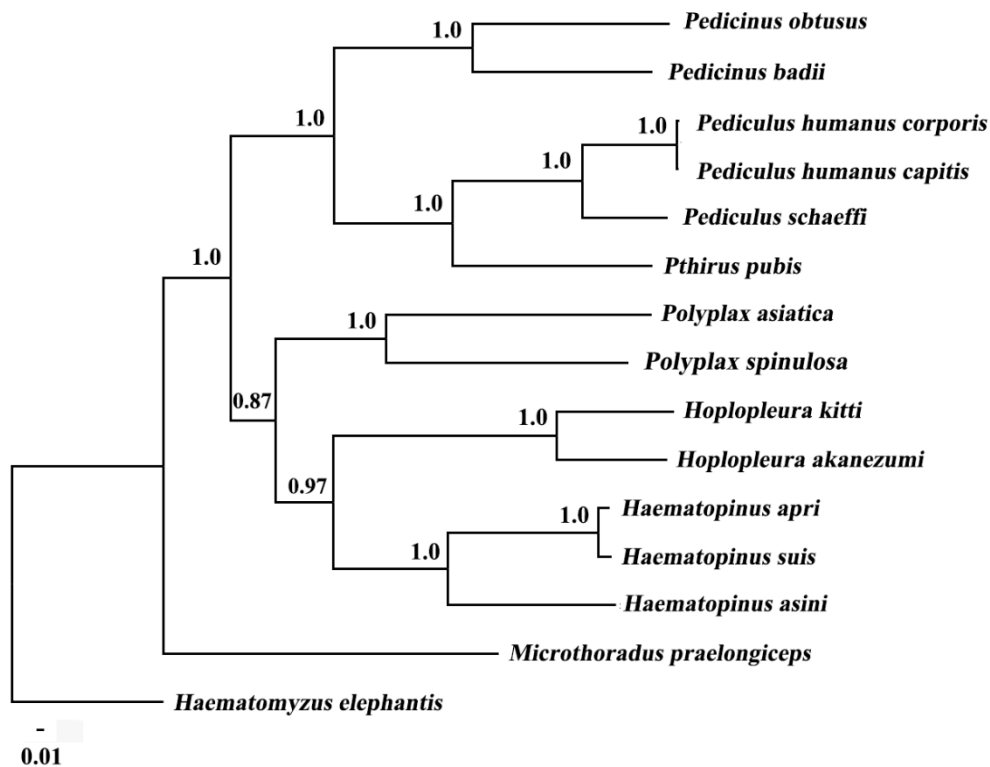 1.0
Pedicinus obtusus
Pedicinus badii
1.0
1.0
Pediculus humanus corporis
1.0
Pediculus humanus capitis
1.0
Pediculus schaeffi
1.0
Pthirus pubis
1.0
Polyplax asiatica
Polyplax spinulosa
0.87
Hoplopleura kitti
1.0
Hoplopleura akanezumi
0.97
1.0
Haematopinus apri
1.0
Haematopinus suis
Haematopinus asini
Microthoradus praelongiceps
Haematomyzus elephantis
0.01